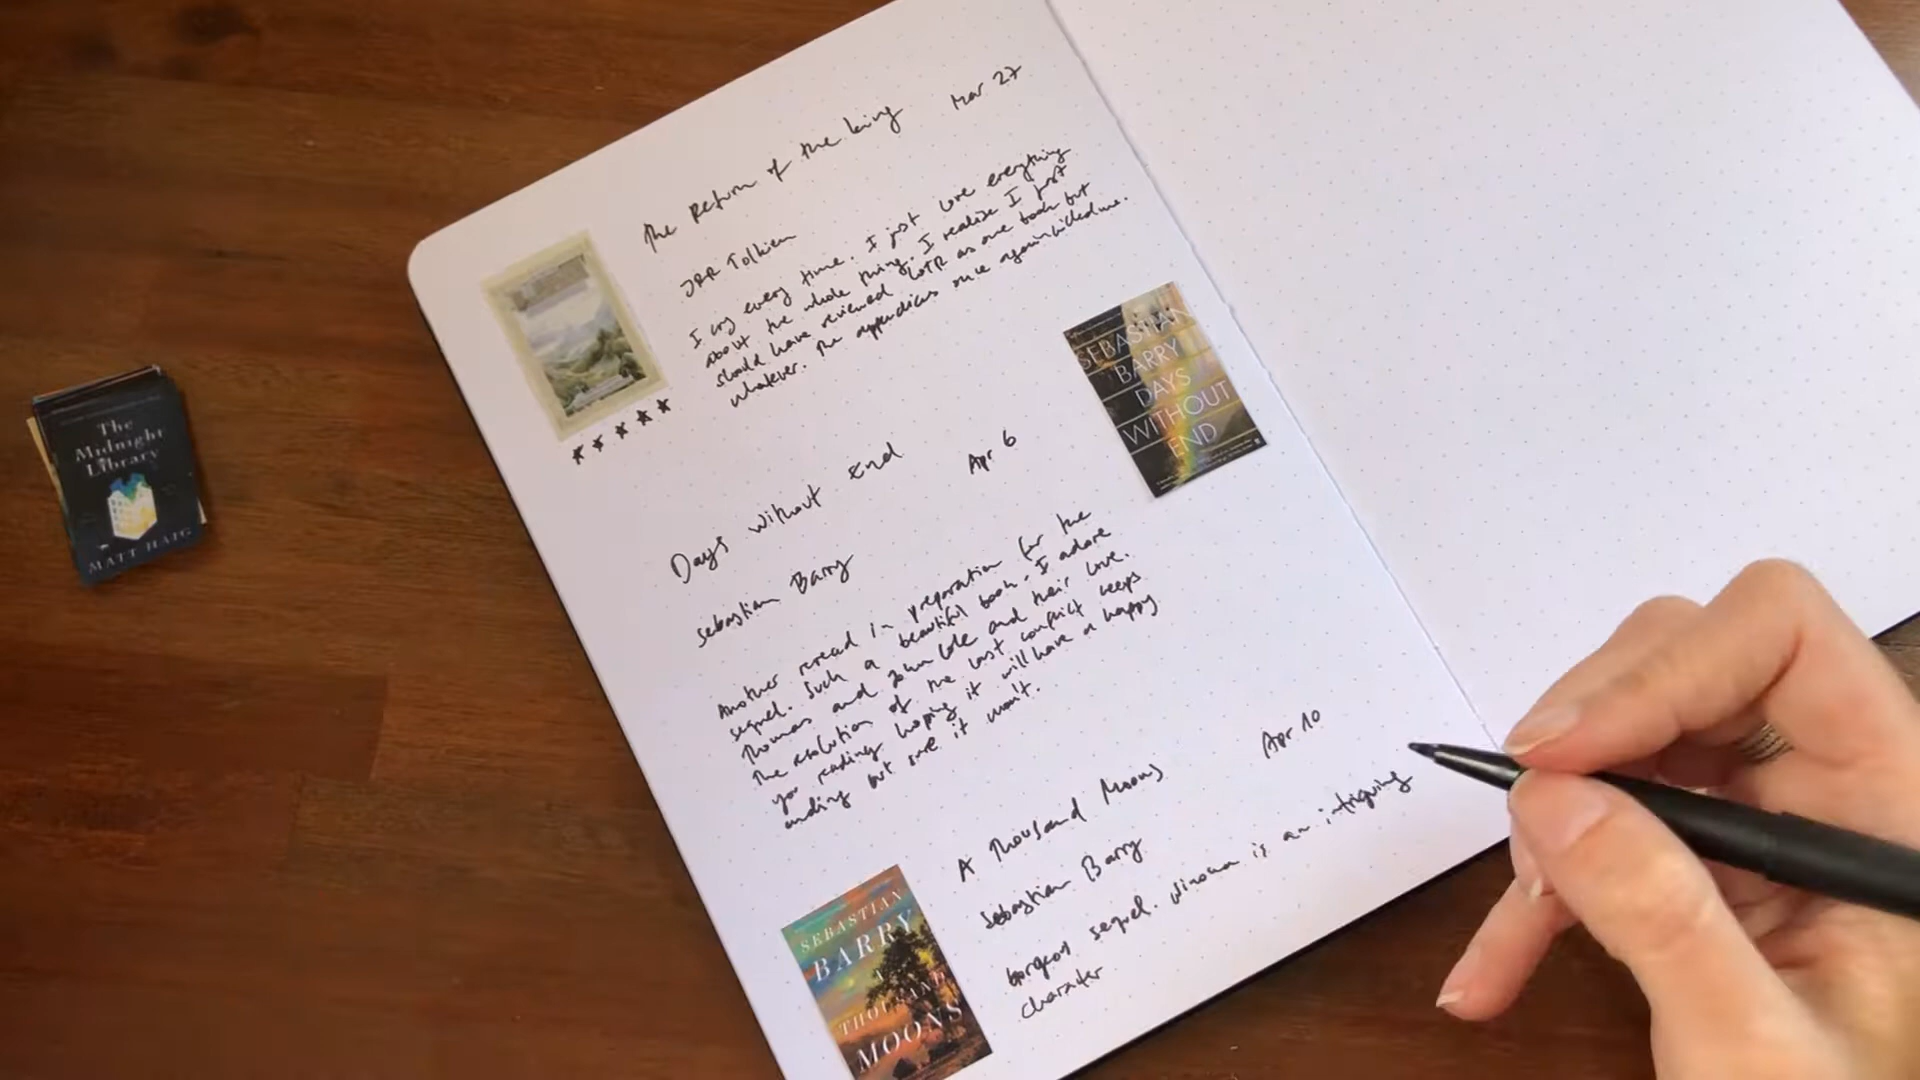 The Return of the King
Mar 27
JRR Tolkien
I cry every time. I just love everything
about the whole thing. I realize I just
should have reviewed LOTR as one book but
whatever. The appendices once again killed me.
★★★★★
SEBASTIAN
BARRY
DAYS
WITHOUT
END
Days Without End
Apr 6
Sebastian Barry
Another reread in preparation for the
sequel. Such a beautiful book. I adore
Thomas and John Cole and their love.
The resolution of the last conflict keeps
you reading hoping it will have a happy
ending but sure it won't.
A Thousand Moons
Apr 10
Sebastian Barry
Gorgeous sequel. Winona is an intriguing
character
SEBASTIAN
BARRY
A
THOUSAND
MOONS
The
Midnight
Library
MATT HAIG